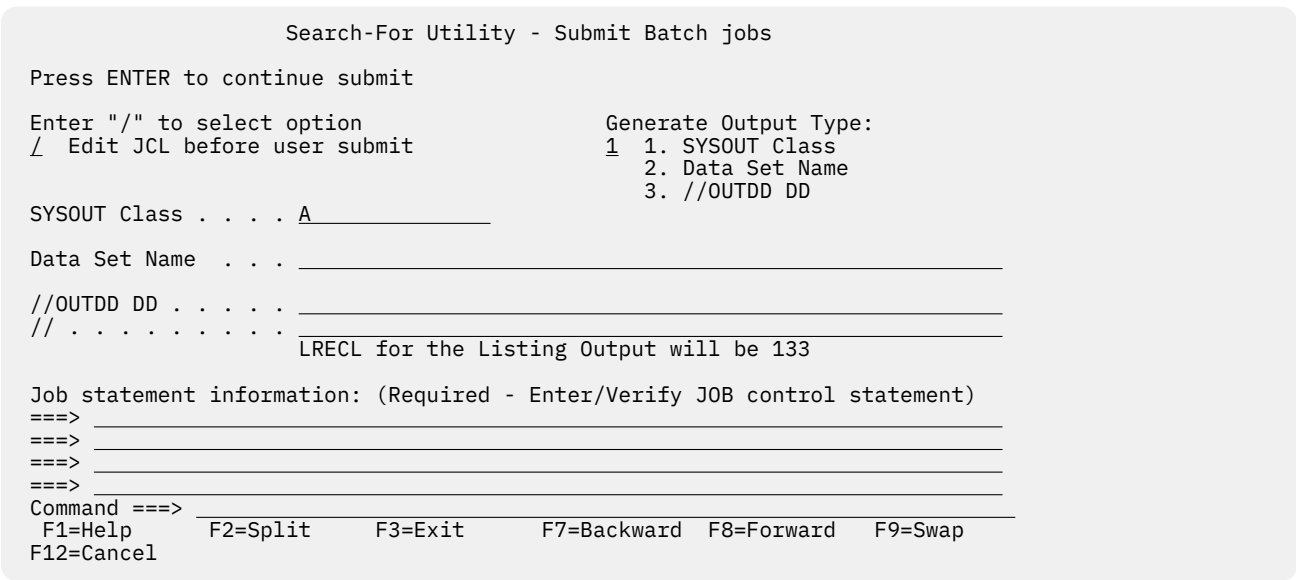 Search-For Utility - Submit Batch jobs
Press ENTER to continue submit
Enter "/" to select option Generate Output Type:
/ Edit JCL before user submit 1 1. SYSOUT Class
2. Data Set Name
3. //OUTDD DD
SYSOUT Class . . . . A
Data Set Name . . .
//OUTDD DD . . . . .
// . . . . . . . . .
LRECL for the Listing Output will be 133
Job statement information: (Required - Enter/Verify JOB control statement)
===>
===>
===>
===>
Command ===>
F1=Help F2=Split F3=Exit F7=Backward F8=Forward F9=Swap
F12=Cancel